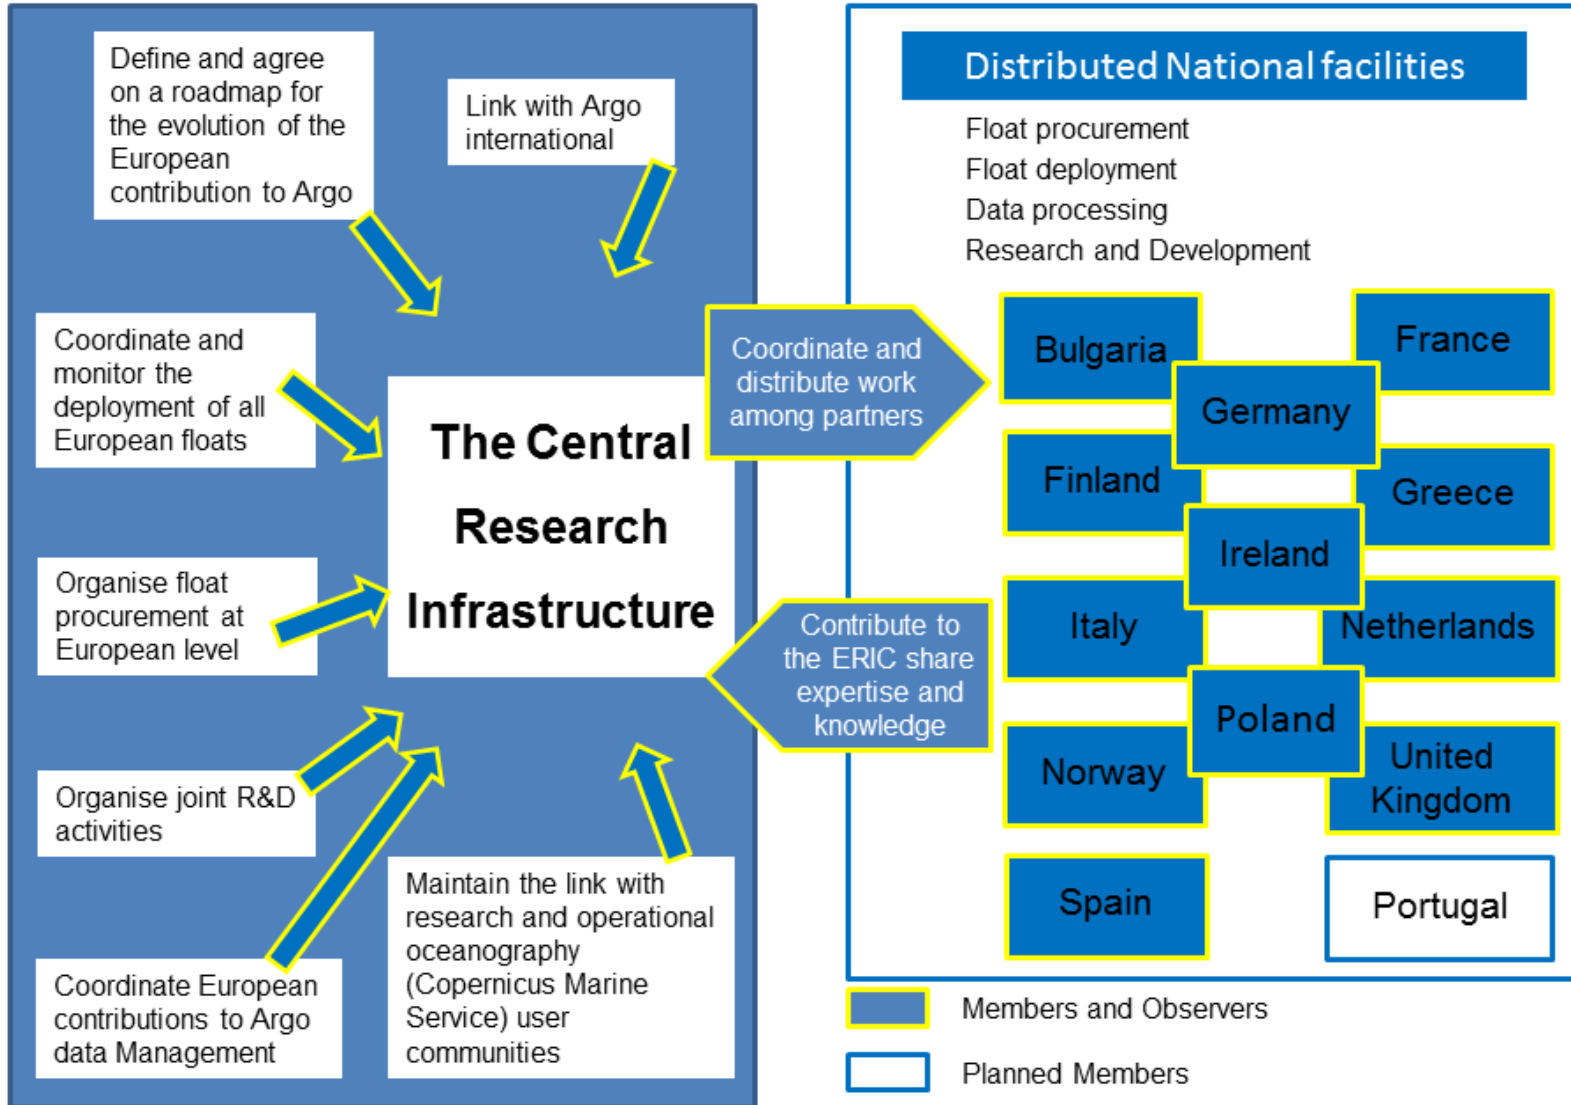 Define and agree
on a roadmap for
the evolution of the
European
contribution to Argo
Link with Argo
international
Coordinate and
monitor the
deployment of all
European floats
Organise float
procurement at
European level
Organise joint R&D
activities
Coordinate European
contributions to Argo
data Management
Maintain the link with
research and operational
oceanography
(Copernicus Marine
Service) user
communities
The Central
Research
Infrastructure
Coordinate and
distribute work
among partners
Contribute to
the ERIC share
expertise and
knowledge
Distributed National facilities
Float procurement
Float deployment
Data processing
Research and Development
Bulgaria
France
Germany
Finland
Greece
Ireland
Italy
Netherlands
Poland
Norway
United
Kingdom
Spain
Portugal
Members and Observers
Planned Members